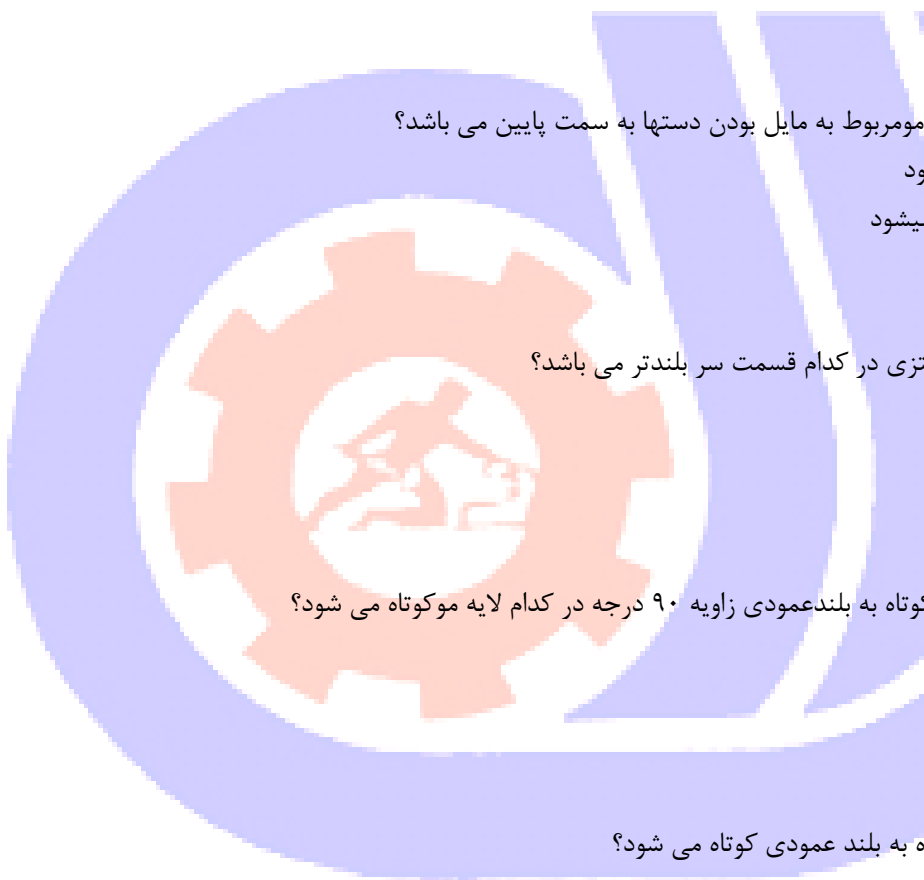 مومربوط به مایل بودن دستها به سمت پایین می باشد؟
ود
یشود
تزی در کدام قسمت سر بلندتر می باشد؟
کوتاه به بلندعمودی زاویه ۹۰ درجه در کدام لایه موکوتاه می شود؟
ه به بلند عمودی کوتاه می شود؟